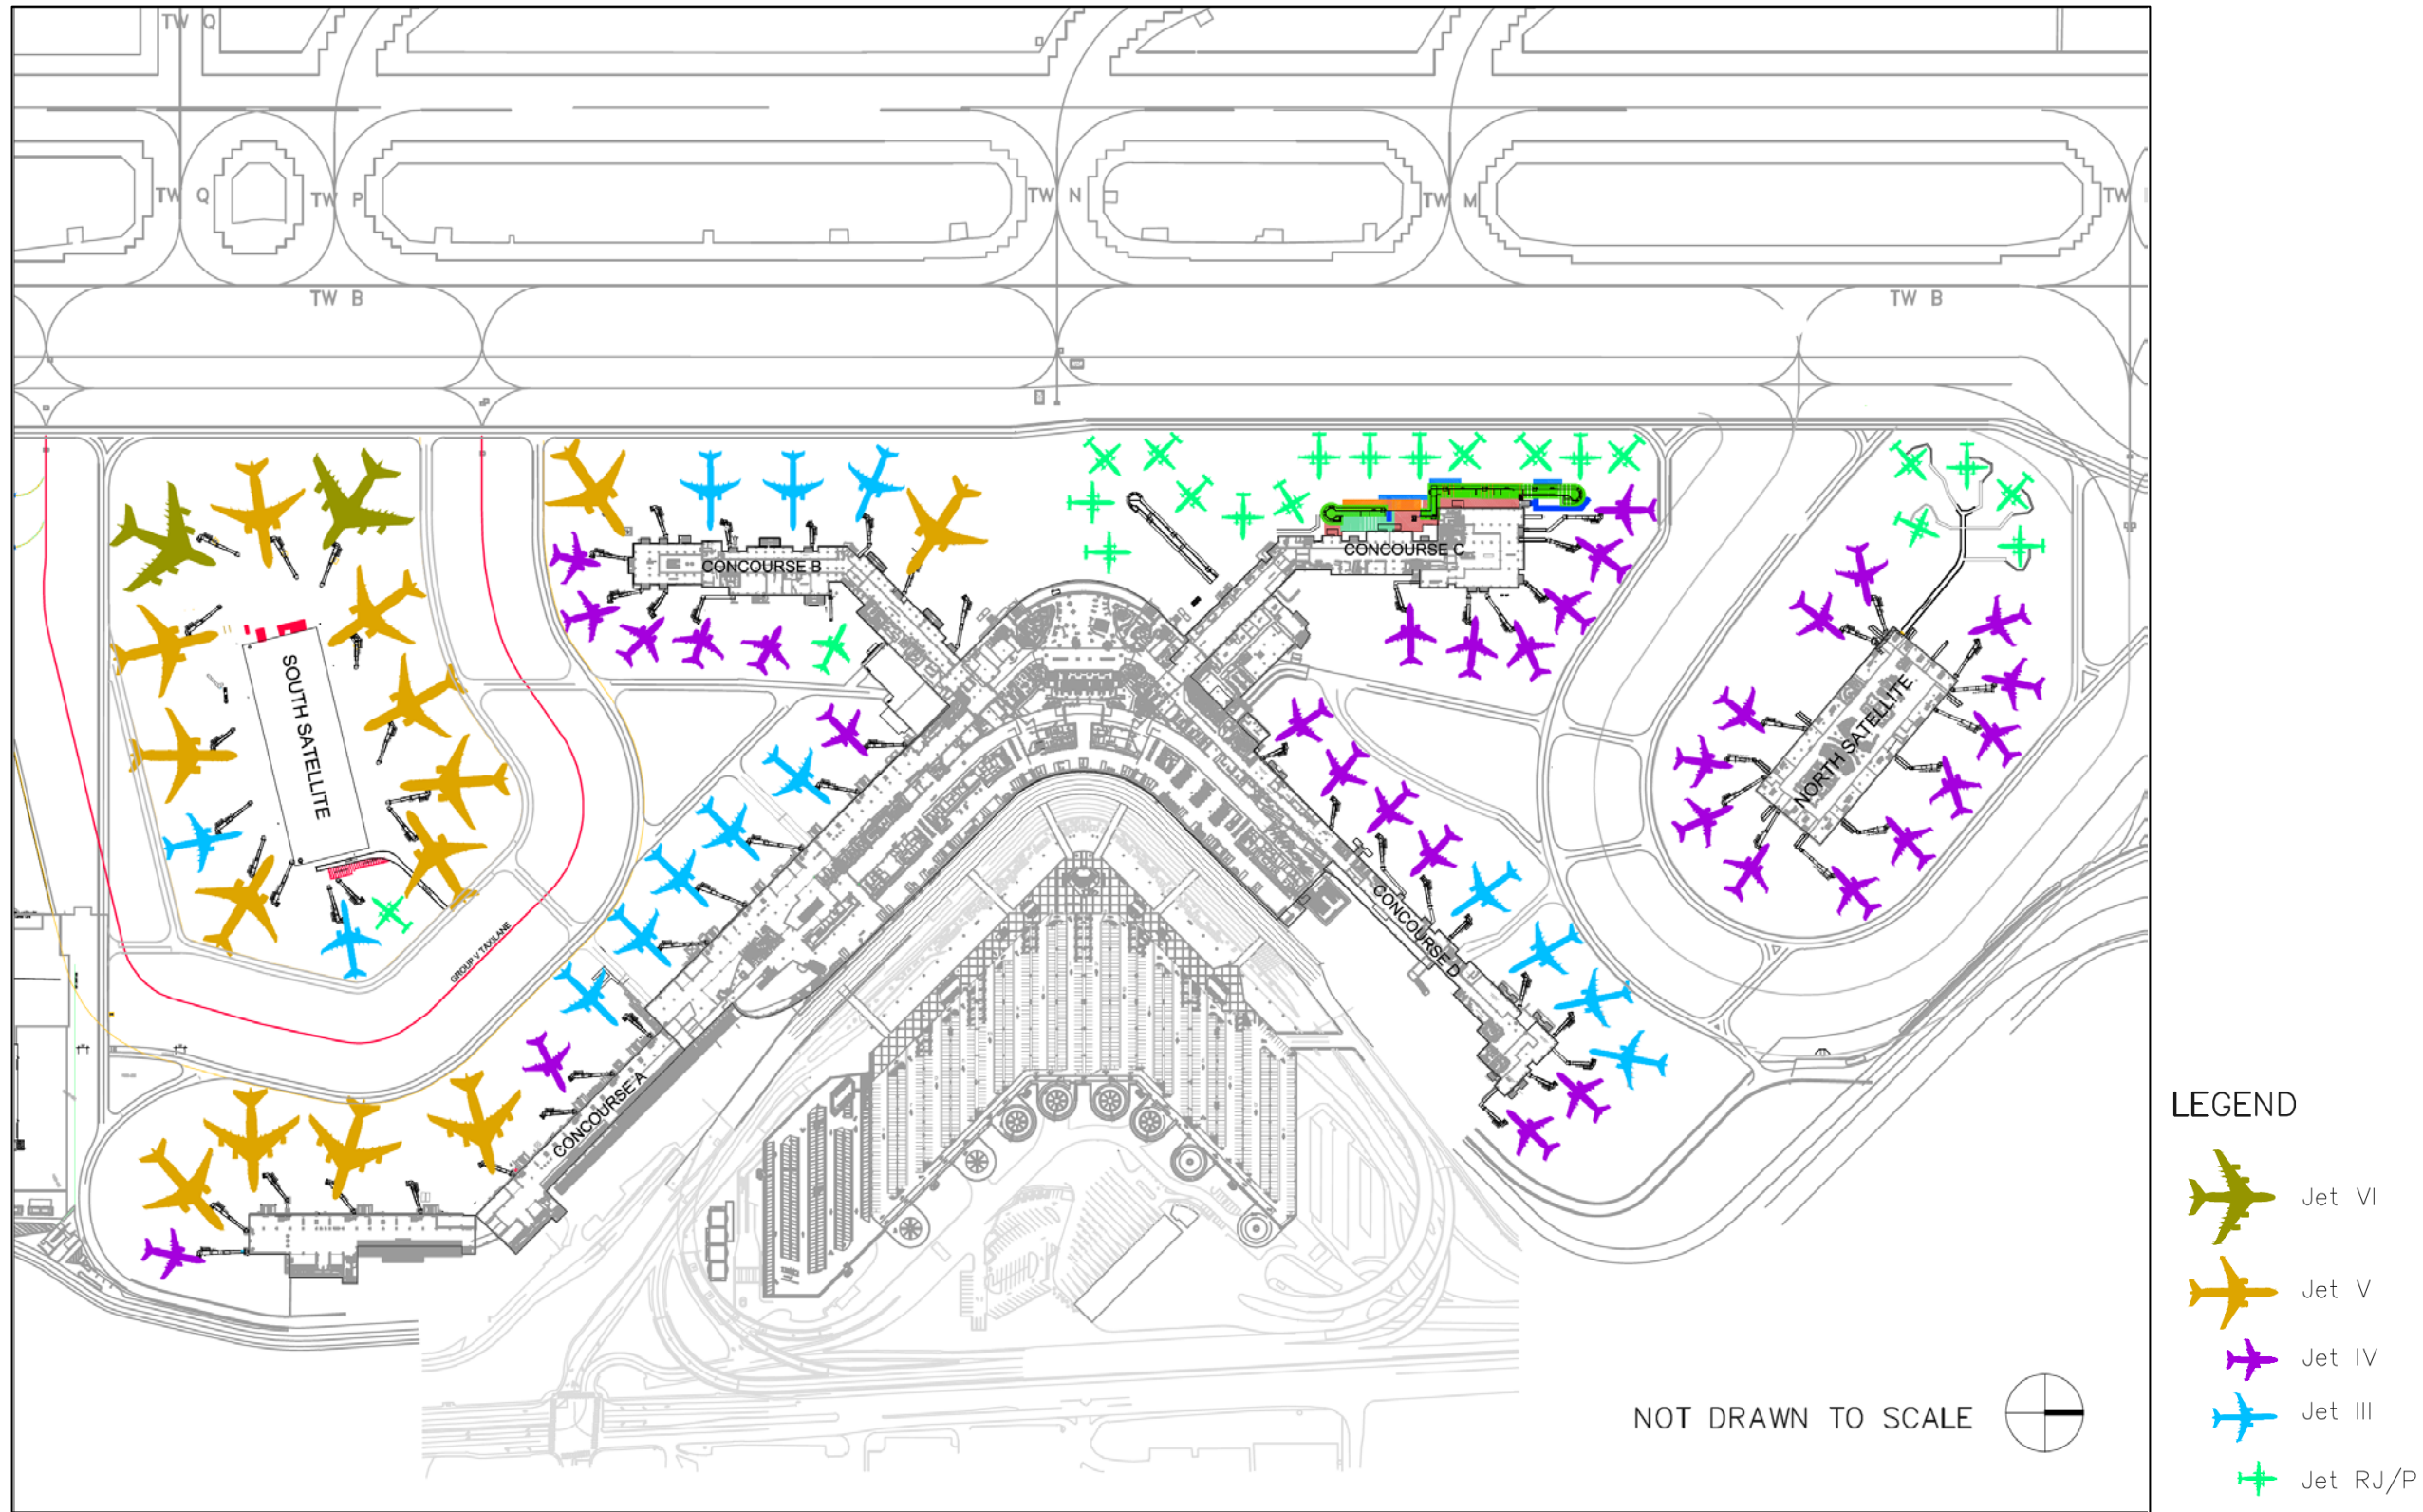 TW Q
TW Q
TW P
TW N
TW M
TW
TW B
TW B
CONCOURSE B
CONCOURSE C
SOUTH SATELLITE
NORTH SATELLITE
CONCOURSE D
GROUP V TAXILANE
CONCOURSE A
LEGEND
Jet VI
Jet V
Jet IV
Jet III
Jet RJ/P
NOT DRAWN TO SCALE